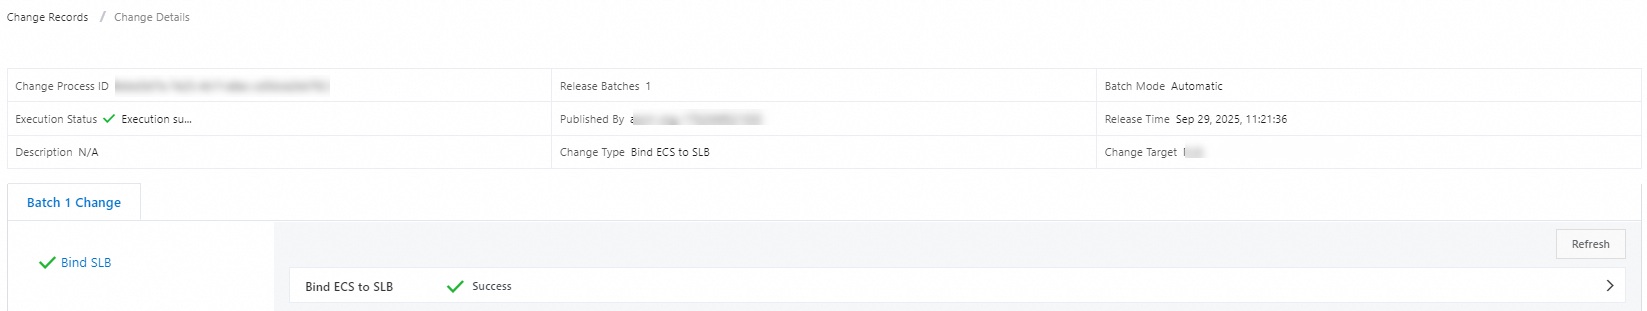 Change Records / Change Details
Change Process ID
Release Batches 1
Batch Mode Automatic
Execution Status Execution su...
Published By
Release Time Sep 29, 2025, 11:21:36
Description N/A
Change Type Bind ECS to SLB
Change Target
Batch 1 Change
Bind SLB
Refresh
Bind ECS to SLB Success